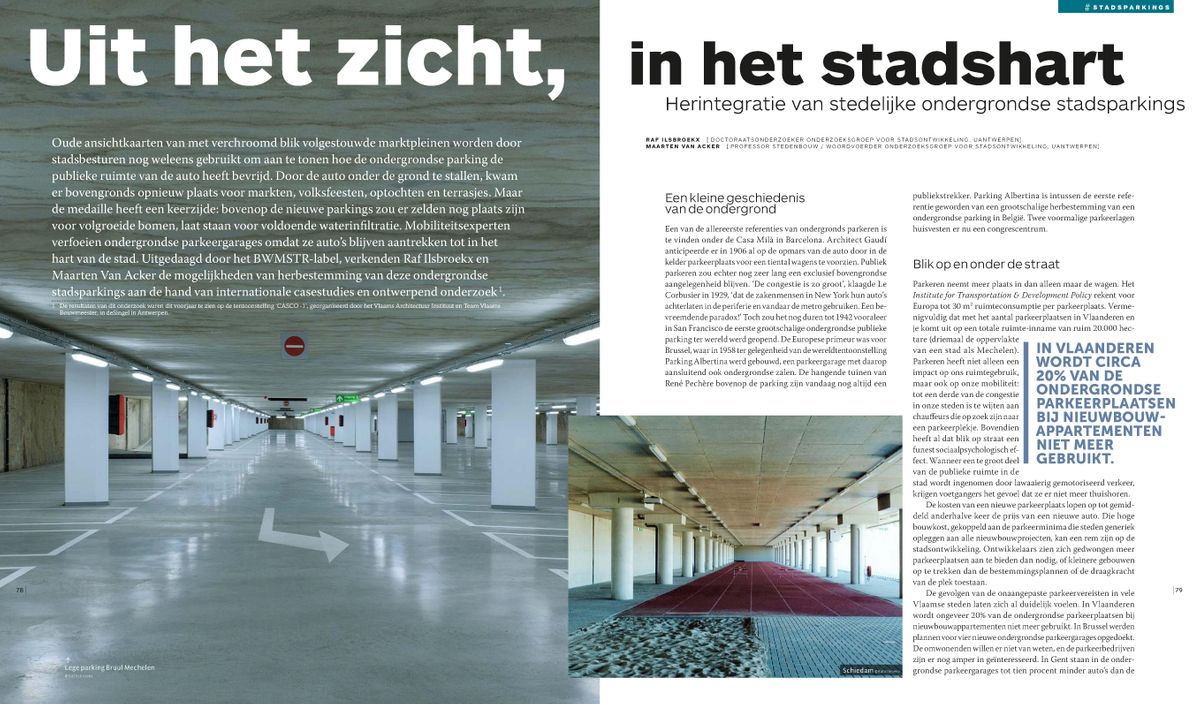 # STADSPARKINGS
Uit het zicht,
in het stadshart
Herintegratie van stedelijke ondergrondse stadsparkings
RAF ILSBROEKX [ DOCTORAATSONDERZOEKER ONDERZOEKSGROEP VOOR STADSONTWIKKELING, UANTWERPEN]
MAARTEN VAN ACKER [ PROFESSOR STEDENBOUW / WOORDVOERDER ONDERZOEKSGROEP VOOR STADSONTWIKKELING, UANTWERPEN]
Oude ansichtkaarten van met verchroomd blik volgestouwde marktpleinen worden door
stadsbesturen nog weleens gebruikt om aan te tonen hoe de ondergrondse parking de
publieke ruimte van de auto heeft bevrijd. Door de auto onder de grond te stallen, kwam
er bovengronds opnieuw plaats voor markten, volksfeesten, optochten en terrasjes. Maar
de medaille heeft een keerzijde: bovenop de nieuwe parkings zou er zelden nog plaats zijn
voor volgroeide bomen, laat staan voor voldoende waterinfiltratie. Mobiliteitsexperten
verfoeien ondergrondse parkeergarages omdat ze auto's blijven aantrekken tot in het
hart van de stad. Uitgedaagd door het BWMSTR-label, verkenden Raf Ilsbroekx en
Maarten Van Acker de mogelijkheden van herbestemming van deze ondergrondse
stadsparkings aan de hand van internationale casestudies en ontwerpend onderzoek¹.
1 De resultaten van dit onderzoek waren dit voorjaar te zien op de tentoonstelling 'CASCO -1', georganiseerd door het Vlaams Architectuur Instituut en Team Vlaams
Bouwmeester, in deSingel in Antwerpen.
78
Lege parking Bruul Mechelen
Een kleine geschiedenis
van de ondergrond
Een van de allereerste referenties van ondergronds parkeren is
te vinden onder de Casa Milà in Barcelona. Architect Gaudí
anticipeerde er in 1906 al op de opmars van de auto door in de
kelder parkeerplaats voor een tiental wagens te voorzien. Publiek
parkeren zou echter nog zeer lang een exclusief bovengrondse
aangelegenheid blijven. 'De congestie is zo groot', klaagde Le
Corbusier in 1929, 'dat de zakenmensen in New York hun auto's
achterlaten in de periferie en vandaar de metro gebruiken. Een be-
vreemdende paradox!' Toch zou het nog duren tot 1942 vooraleer
in San Francisco de eerste grootschalige ondergrondse publieke
parking ter wereld werd geopend. De Europese primeur was voor
Brussel, waar in 1958 ter gelegenheid van de wereldtentoonstelling
Parking Albertina werd gebouwd, een parkeergarage met daarop
aansluitend ook ondergrondse zalen. De hangende tuinen van
René Pechère bovenop de parking zijn vandaag nog altijd een
Schiedam
publiekstrekker. Parking Albertina is intussen de eerste refe-
rentie geworden van een grootschalige herbestemming van een
ondergrondse parking in België. Twee voormalige parkeerlagen
huisvesten er nu een congrescentrum.
Blik op en onder de straat
Parkeren neemt meer plaats in dan alleen maar de wagen. Het
Institute for Transportation & Development Policy rekent voor
Europa tot 30 m² ruimteconsumptie per parkeerplaats. Verme-
nigvuldig dat met het aantal parkeerplaatsen in Vlaanderen en
je komt uit op een totale ruimte-inname van ruim 20.000 hec-
tare (driemaal de oppervlakte
van een stad als Mechelen).
Parkeren heeft niet alleen een
impact op ons ruimtegebruik,
maar ook op onze mobiliteit:
tot een derde van de congestie
in onze steden is te wijten aan
chauffeurs die op zoek zijn naar
een parkeerplekje. Bovendien
heeft al dat blik op straat een
funest sociaalpsychologisch ef-
fect. Wanneer een te groot deel
van de publieke ruimte in de
stad wordt ingenomen door lawaaierig gemotoriseerd verkeer,
krijgen voetgangers het gevoel dat ze er niet meer thuishoren.
De kosten van een nieuwe parkeerplaats lopen op tot gemid-
deld anderhalve keer de prijs van een nieuwe auto. Die hoge
bouwkost, gekoppeld aan de parkeerminima die steden generiek
opleggen aan alle nieuwbouwprojecten, kan een rem zijn op de
stadsontwikkeling. Ontwikkelaars zien zich gedwongen meer
parkeerplaatsen aan te bieden dan nodig, of kleinere gebouwen
op te trekken dan de bestemmingsplannen of de draagkracht
van de plek toestaan.
De gevolgen van de onaangepaste parkeervereisten in vele
Vlaamse steden laten zich al duidelijk voelen. In Vlaanderen
wordt ongeveer 20% van de ondergrondse parkeerplaatsen bij
nieuwbouwappartementen niet meer gebruikt. In Brussel werden
plannen voor vier nieuwe ondergrondse parkeergarages opgedoekt.
De omwonenden willen er niet van weten, en de parkeerbedrijven
zijn er nog amper in geïnteresseerd. In Gent staan in de onder-
grondse parkeergarages tot tien procent minder auto's dan de
IN VLAANDEREN
WORDT CIRCA
20% VAN DE
ONDERGRONDSE
PARKEERPLAATSEN
BIJ NIEUWBOUW-
APPARTEMENTEN
NIET MEER
GEBRUIKT.
79